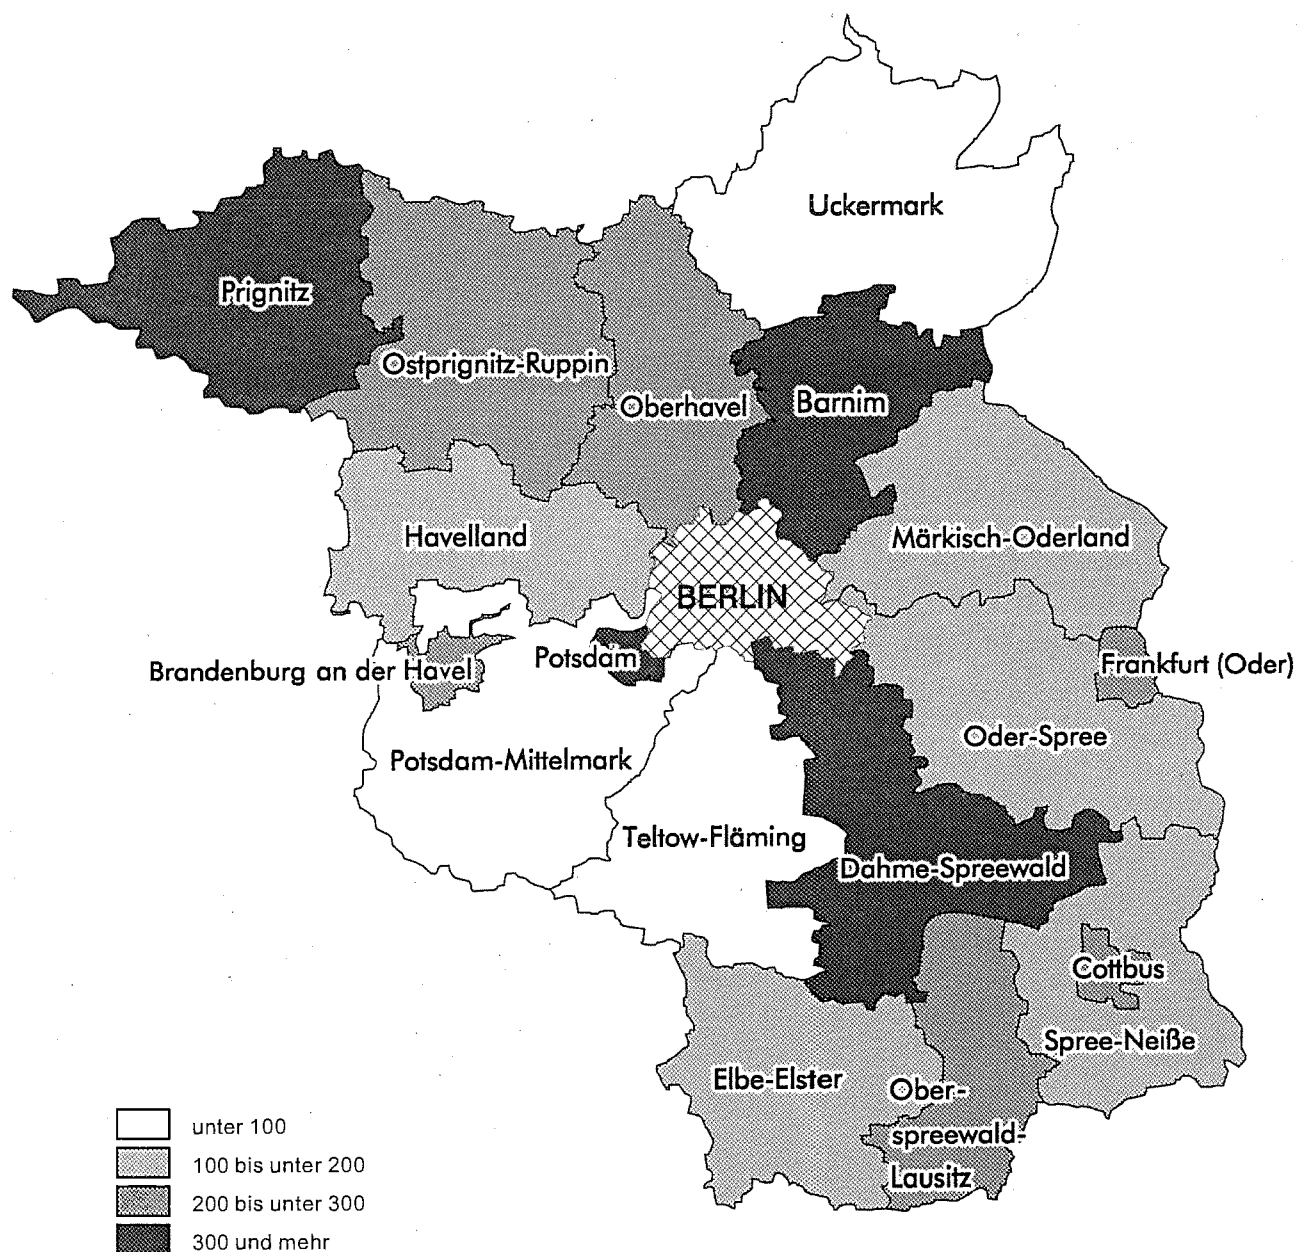 Uckermark
Prignitz
Ostprignitz-Ruppin
Oberhavel
Barnim
Havelland
Märkisch-Oderland
BERLIN
Brandenburg an der Havel
Potsdam
Frankfurt (Oder)
Oder-Spree
Potsdam-Mittelmark
Teltow-Fläming
Dahme-Spreewald
Cottbus
Spree-Neiße
Elbe-Elster
Ober-
spreewald-
Lausitz
unter 100
100 bis unter 200
200 bis unter 300
300 und mehr